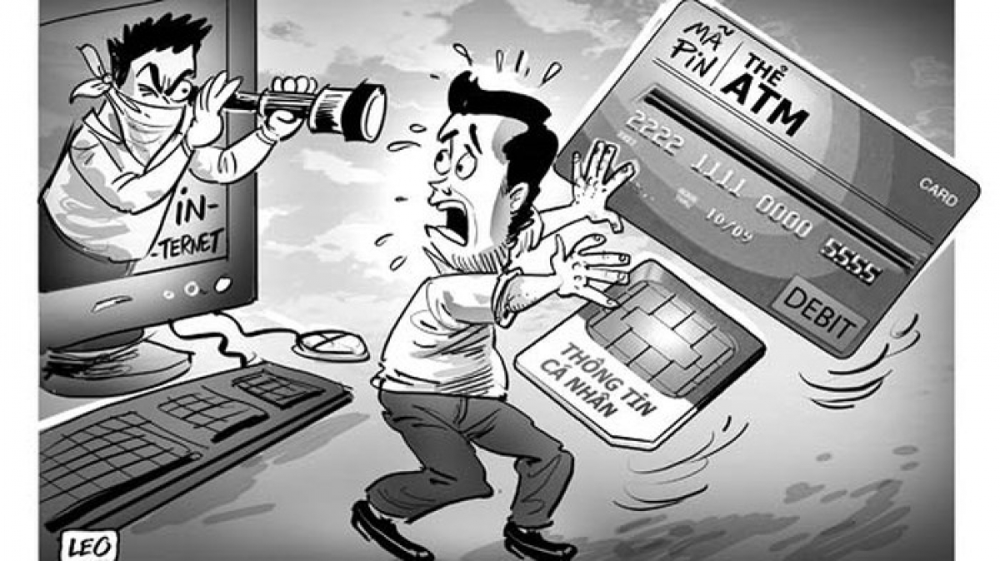 iN-
-TERNET
MÃ
PiN
THẺ
ATM
CARD
2222 1111 0000 5555
10/09
DEBIT
THÔNG TIN
CÁ NHÂN
LEO